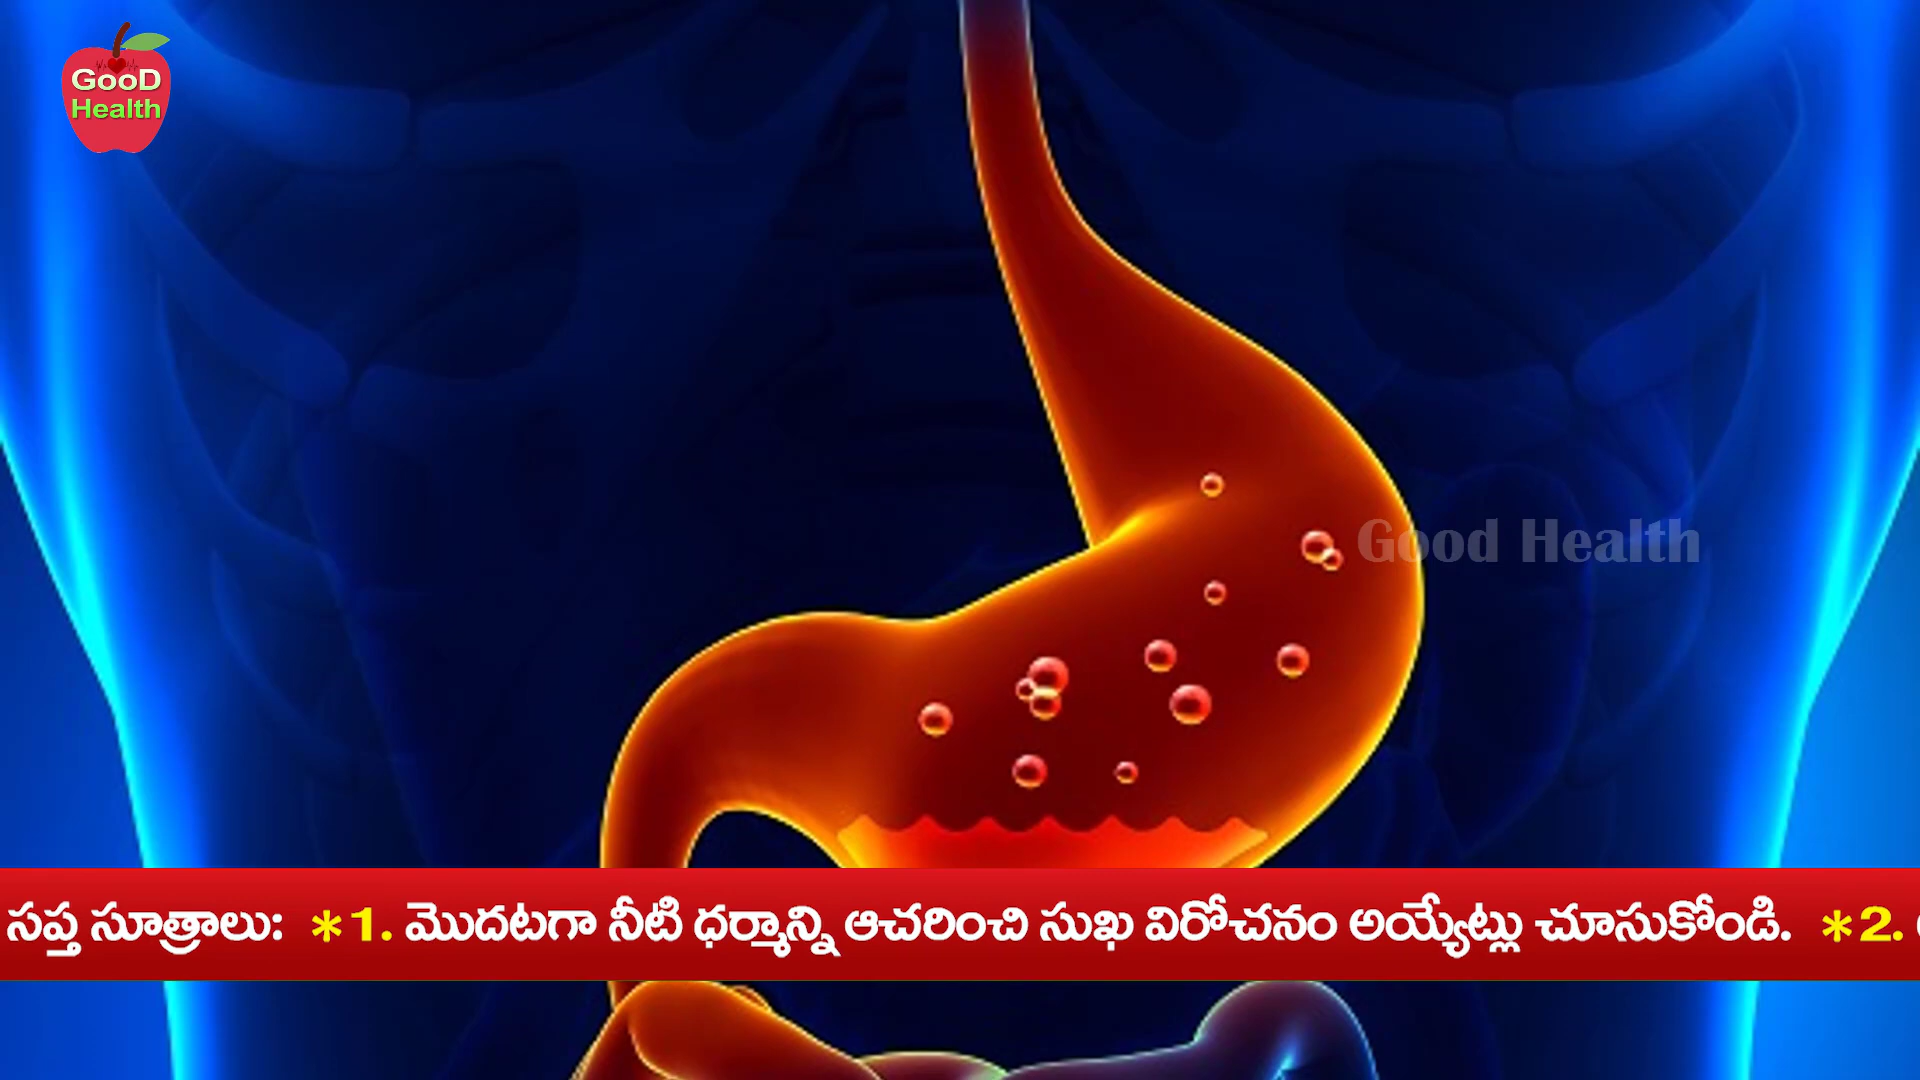 GooD
Health
Good Health
సప్త సూత్రాలు: *1. మొదటగా నీటి ధర్మాన్ని ఆచరించి సుఖ విరోచనం అయ్యేట్లు చూసుకోండి. *2.